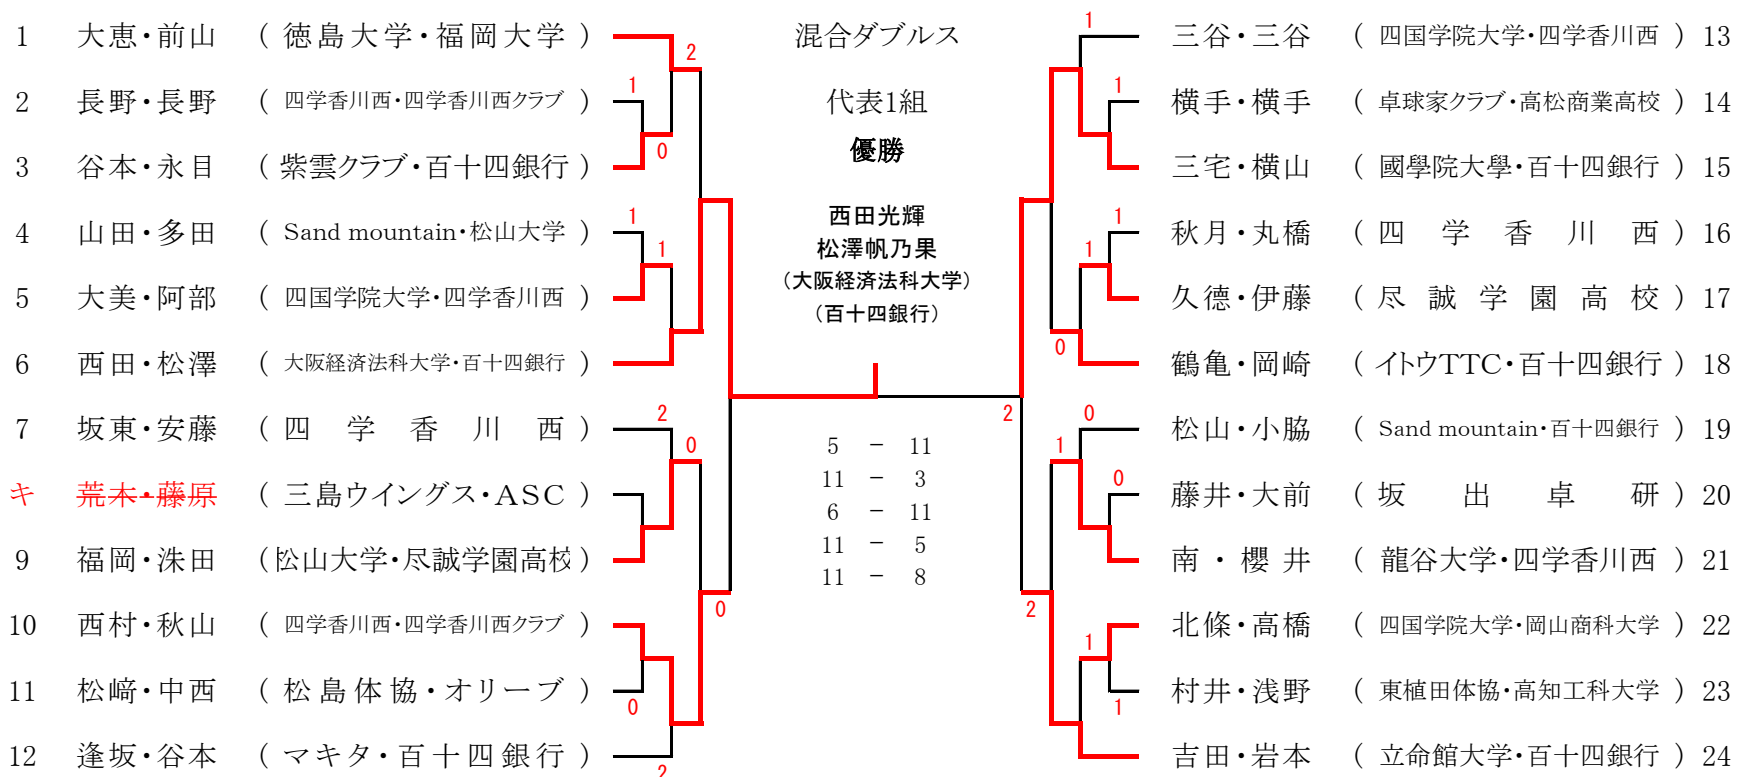 混合ダブルス
代表1組
優勝
西田光輝
松澤帆乃果
（大阪経済法科大学）
（百十四銀行）
5 － 11
11 － 3
6 － 11
11 － 5
11 － 8
1 大恵・前山 ( 徳島大学・福岡大学 )
2
2 長野・長野 ( 四学香川西・四学香川西クラブ )
1
0
3 谷本・永目 ( 紫雲クラブ・百十四銀行 )
4 山田・多田 ( Sand mountain・松山大学 )
1
1
5 大美・阿部 ( 四国学院大学・四学香川西 )
6 西田・松澤 ( 大阪経済法科大学・百十四銀行 )
7 坂東・安藤 ( 四学香川西 )
2
0
キ 荒木・藤原 ( 三島ウイングス・ASC )
9 福岡・洙田 (松山大学・尽誠学園高校)
0
10 西村・秋山 ( 四学香川西・四学香川西クラブ )
11 松﨑・中西 ( 松島体協・オリーブ )
0
12 逢坂・谷本 ( マキタ・百十四銀行 )
2
1
三谷・三谷 ( 四国学院大学・四学香川西 ) 13
1
横手・横手 ( 卓球家クラブ・高松商業高校 ) 14
三宅・横山 ( 國學院大學・百十四銀行 ) 15
1
秋月・丸橋 ( 四学香川西 ) 16
1
久德・伊藤 ( 尽誠学園高校 ) 17
0
鶴亀・岡崎 ( イトウTTC・百十四銀行 ) 18
2
0
松山・小脇 ( Sand mountain・百十四銀行 ) 19
1
0
藤井・大前 ( 坂出卓研 ) 20
南・櫻井 ( 龍谷大学・四学香川西 ) 21
2
北條・高橋 ( 四国学院大学・岡山商科大学 ) 22
1
村井・浅野 ( 東植田体協・高知工科大学 ) 23
1
吉田・岩本 ( 立命館大学・百十四銀行 ) 24